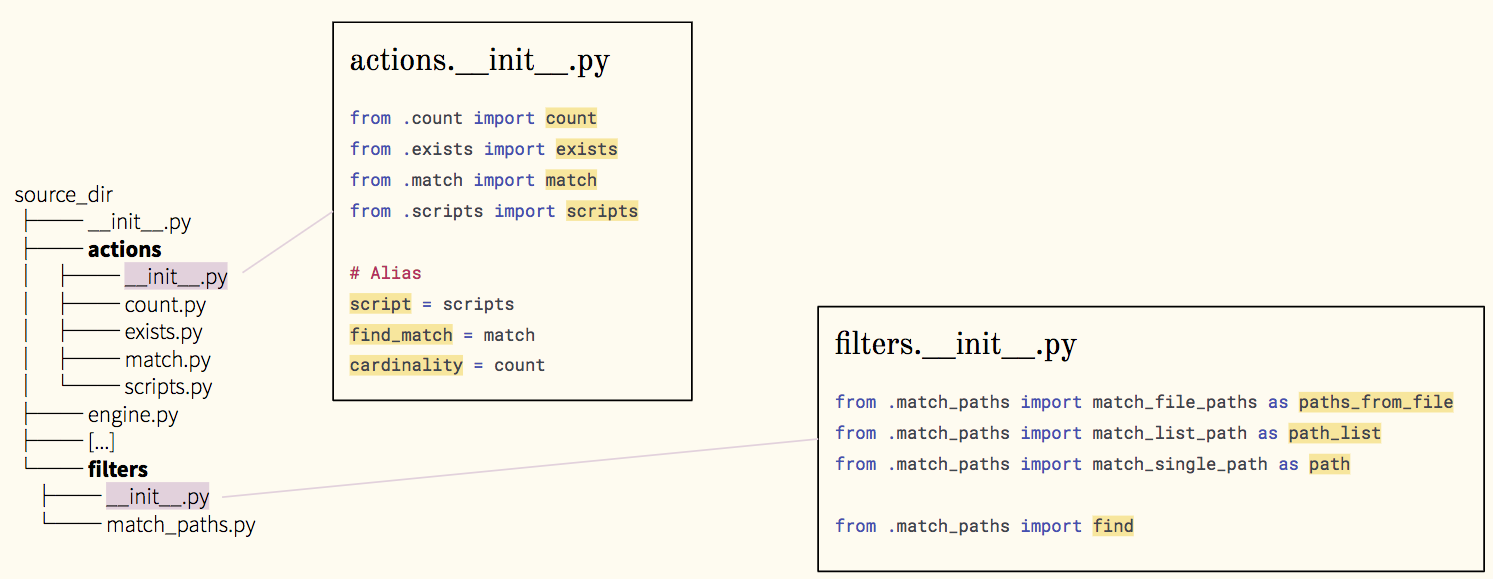 source_dir
__init__.py
actions
__init__.py
count.py
exists.py
match.py
scripts.py
engine.py
[...]
filters
__init__.py
match_paths.py
actions.__init__.py
from .count import count
from .exists import exists
from .match import match
from .scripts import scripts
# Alias
script = scripts
find_match = match
cardinality = count
filters.__init__.py
from .match_paths import match_file_paths as paths_from_file
from .match_paths import match_list_path as path_list
from .match_paths import match_single_path as path
from .match_paths import find